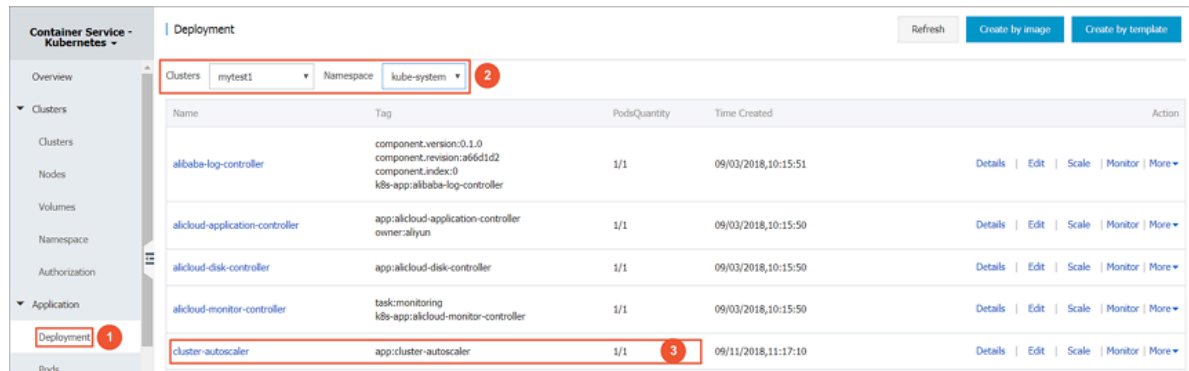 Container Service -
Kubernetes
Overview
Clusters
Clusters
Nodes
Volumes
Namespace
Authorization
Application
Deployment 1
Pods
Deployment
Refresh
Create by image
Create by template
Clusters mytest1 Namespace kube-system 2
Name Tag PodsQuantity Time Created Action
alibaba-log-controller
component.version:0.1.0
component.revision:a66d1d2
component.index:0
k8s-app:alibaba-log-controller
1/1 09/03/2018,10:15:51 Details | Edit | Scale | Monitor | More
alicloud-application-controller
app:alicloud-application-controller
owner:aliyun
1/1 09/03/2018,10:15:50 Details | Edit | Scale | Monitor | More
alicloud-disk-controller app:alicloud-disk-controller 1/1 09/03/2018,10:15:50 Details | Edit | Scale | Monitor | More
alicloud-monitor-controller
task:monitoring
k8s-app:alicloud-monitor-controller
1/1 09/03/2018,10:15:50 Details | Edit | Scale | Monitor | More
cluster-autoscaler app:cluster-autoscaler 1/1 3 09/11/2018,11:17:10 Details | Edit | Scale | Monitor | More